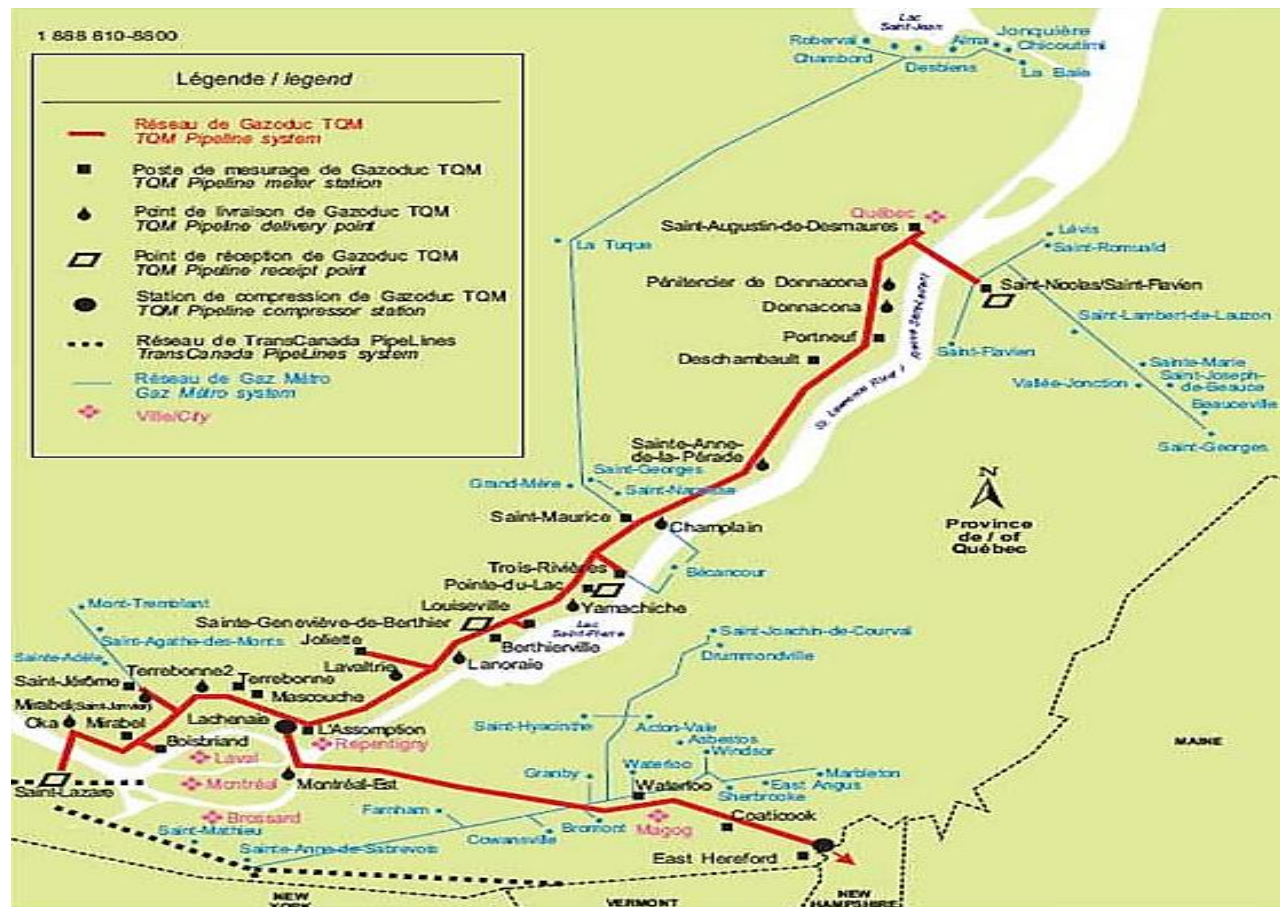 1 888 810-8800
Légende / legend
Réseau de Gazoduc TQM
TQM Pipeline system
Poste de mesurage de Gazoduc TQM
TQM Pipeline meter station
Point de livraison de Gazoduc TQM
TQM Pipeline delivery point
Point de réception de Gazoduc TQM
TQM Pipeline receipt point
Station de compression de Gazoduc TQM
TQM Pipeline compressor station
Réseau de TransCanada PipeLines
TransCanada PipeLines system
Réseau de Gaz Métro
Gaz Métro system
Ville/City
Lac
Saint-Jean
Roberval
Alma
Jonquière
Chicoutimi
Chambord
Desbiens
La Baie
La Tuque
Québec
Saint-Augustin-de-Desmaures
Lévis
Saint-Romuald
Pénitencier de Donnacona
Donnacona
Saint-Nicolas/Saint-Flavien
Portneuf
Saint-Lambert-de-Lauzon
Deschambault
Saint-Flavien
Sainte-Marie
Saint-Joseph-
de-Beauce
Vallée-Jonction
Beauceville
Saint-Georges
St. Lawrence River /
Sainte-Anne-
de-la-Pérade
Saint-Georges
Grand-Mère
Saint-Narcisse
Saint-Maurice
Champlain
N
Province
de / of
Québec
Trois-Rivières
Bécancour
Pointe-du-Lac
Louiseville
Yamachiche
Mont-Tremblant
Sainte-Geneviève-de-Berthier
Lac
Saint-Pierre
Saint-Joachin-de-Courval
Saint-Agathe-des-Monts
Joliette
Berthierville
Drummondville
Sainte-Adèle
Lavaltrie
Lanoraie
Terrebonne2
Terrebonne
Saint-Jérôme
Mascouche
Mirabel(Saint-Janvier)
Oka
Mirabel
Lachenaie
L'Assomption
Saint-Hyacinthe
Acton-Vale
Boisbriand
Repentigny
Asbestos
Windsor
MAINE
Laval
Granby
Waterloo
Marbleton
Saint-Lazare
Montréal
Montréal-Est
Waterloo
East Angus
Sherbrooke
Brossard
Farnham
Bromont
Magog
Coaticook
Saint-Mathieu
Cowansville
Sainte-Anne-de-Sabrevois
East Hereford
NEW
YORK
VERMONT
NEW
HAMPSHIRE